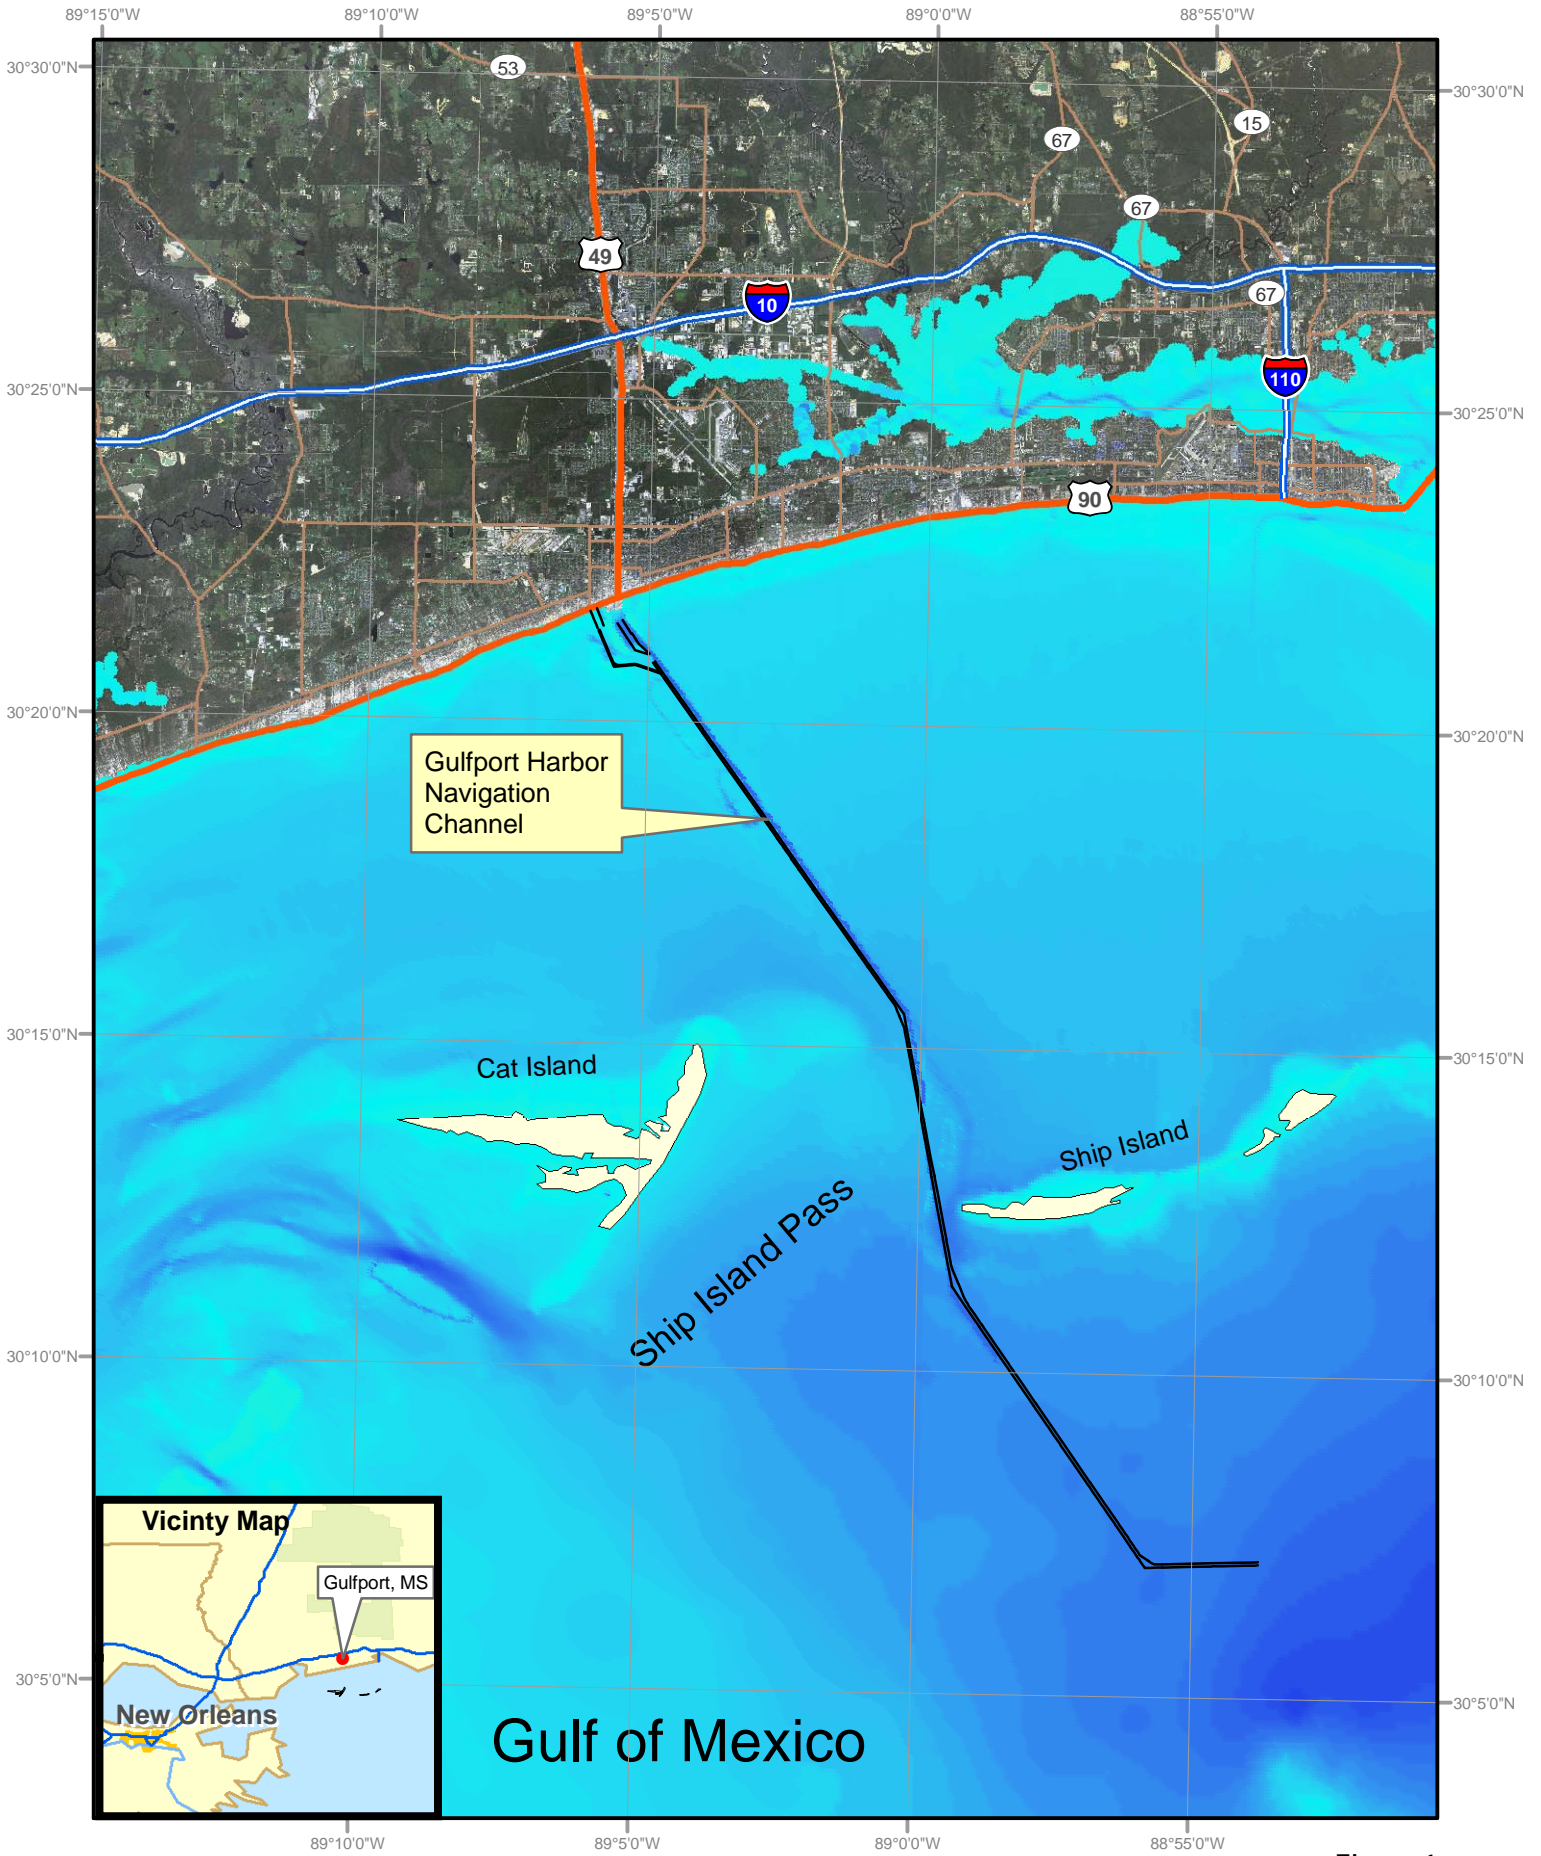 89°15'0"W 89°10'0"W 89°5'0"W 89°0'0"W 88°55'0"W
30°30'0"N
30°30'0"N
53
15
67
67
49
10
67
110
30°25'0"N
30°25'0"N
90
30°20'0"N
30°20'0"N
Gulfport Harbor
Navigation
Channel
30°15'0"N
30°15'0"N
Cat Island
Ship Island
Ship Island Pass
30°10'0"N
30°10'0"N
Vicinty Map
Gulfport, MS
New Orleans
30°5'0"N
30°5'0"N
Gulf of Mexico
89°10'0"W 89°5'0"W 89°0'0"W 88°55'0"W